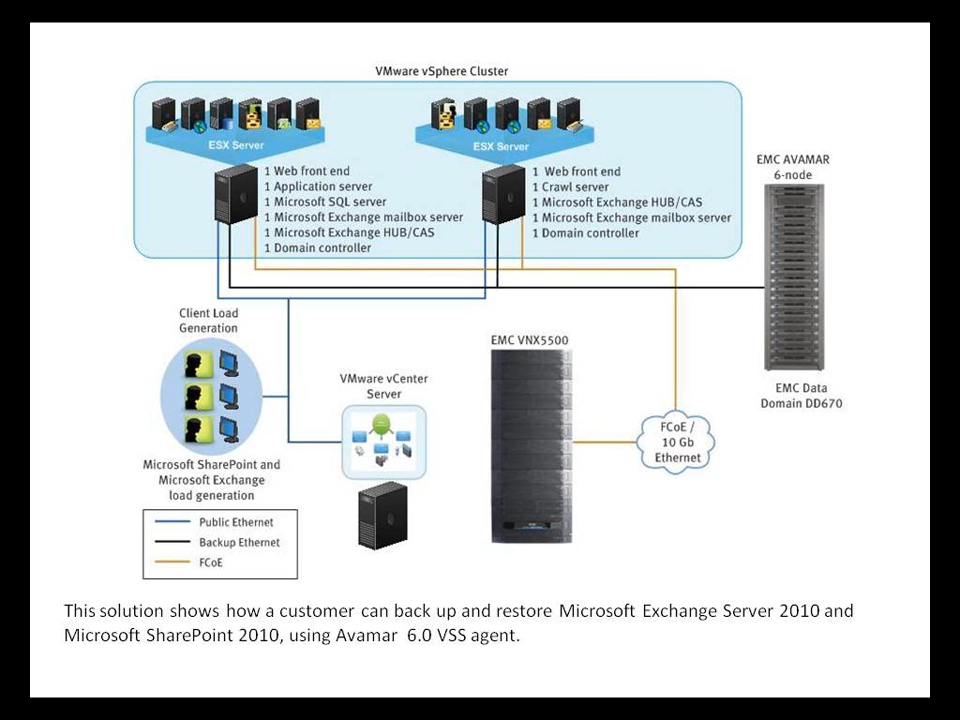 VMware vSphere Cluster
ESX Server
1 Web front end
1 Application server
1 Microsoft SQL server
1 Microsoft Exchange mailbox server
1 Microsoft Exchange HUB/CAS
1 Domain controller
ESX Server
1 Web front end
1 Crawl server
1 Microsoft Exchange HUB/CAS
1 Microsoft Exchange mailbox server
1 Domain controller
EMC AVAMAR
6-node
EMC Data
Domain DD670
Client Load
Generation
Microsoft SharePoint and
Microsoft Exchange
load generation
VMware vCenter
Server
EMC VNX5500
FCoE /
10 Gb
Ethernet
Public Ethernet
Backup Ethernet
FCoE
This solution shows how a customer can back up and restore Microsoft Exchange Server 2010 and
Microsoft SharePoint 2010, using Avamar 6.0 VSS agent.